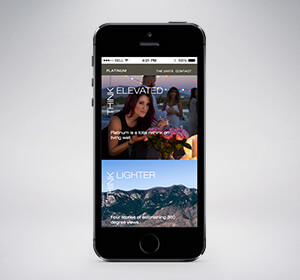 BELL 4:21 PM
PLATINUM THE UNITS CONTACT
THINK ELEVATED
Platinum is a total rethink on
living well
THINK LIGHTER
Four stories of astonishing 360
degree views.